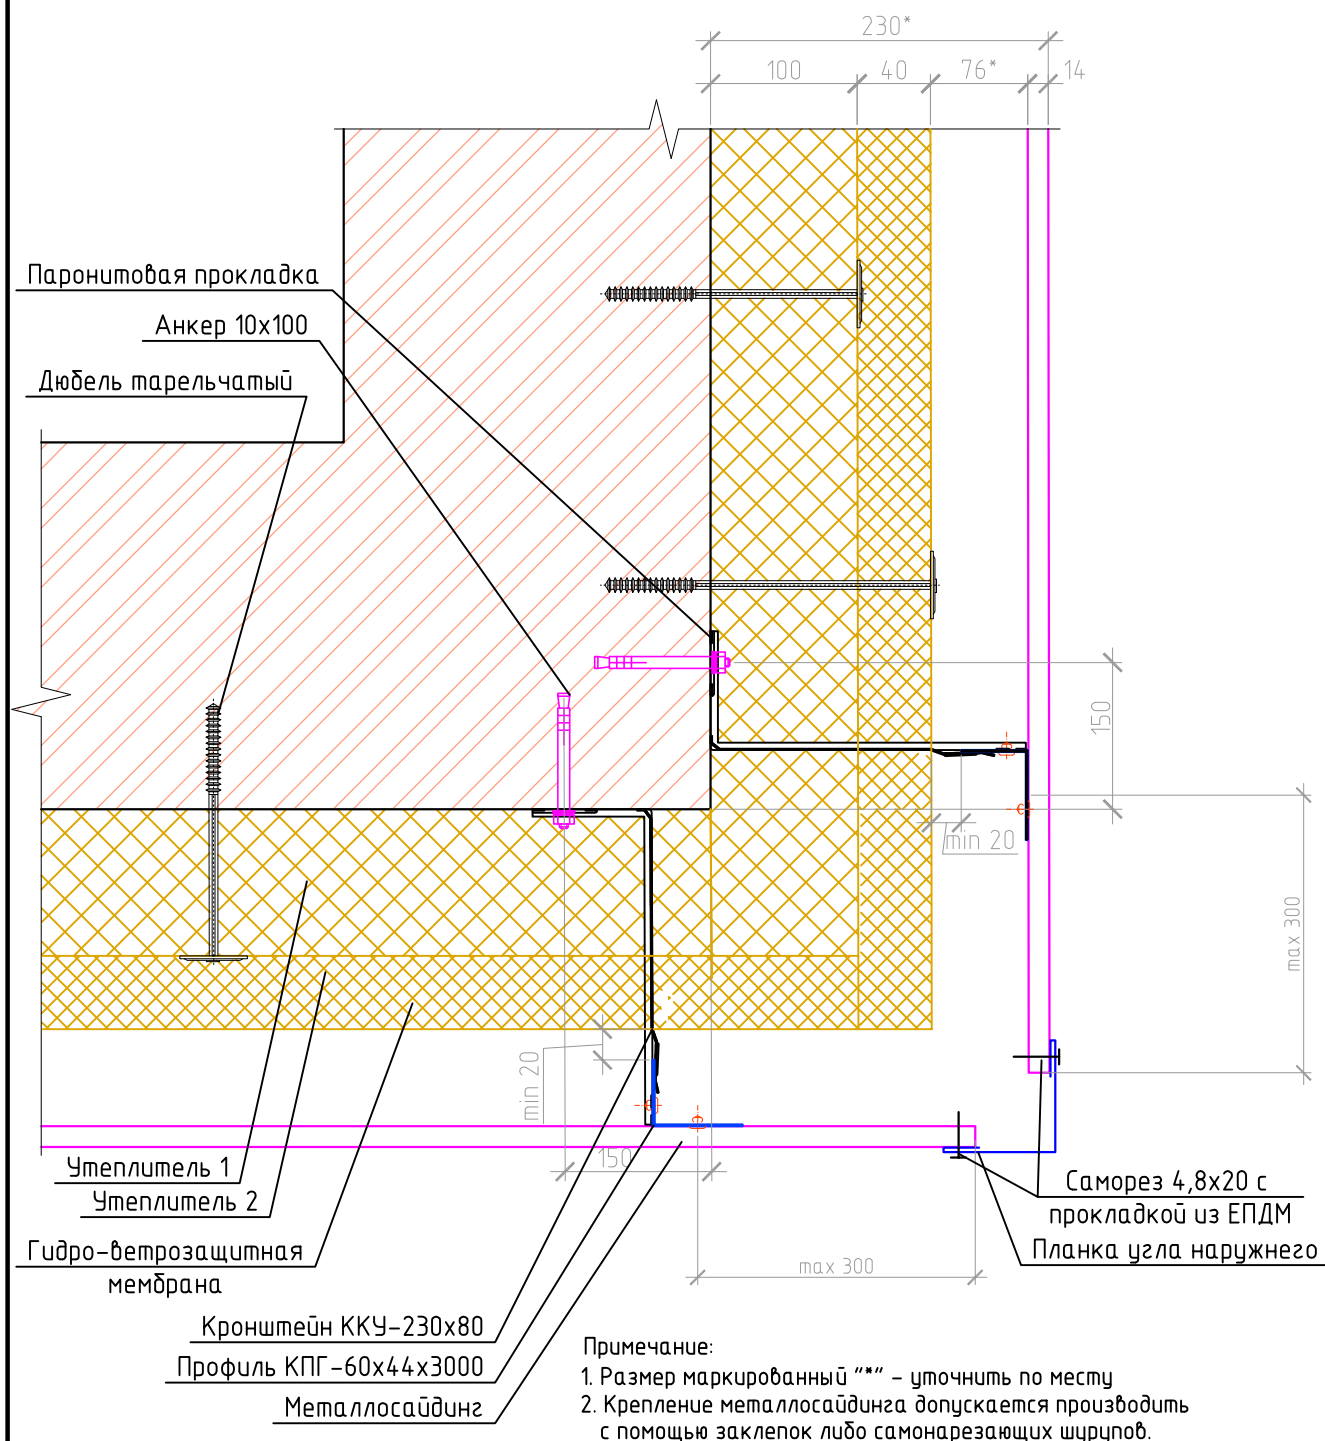 230*
100
40
76*
14
Паронитовая прокладка
Анкер 10х100
Дюбель тарельчатый
150
min 20
max 300
min 20
150
Утеплитель 1
Утеплитель 2
Гидро-ветрозащитная
мембрана
Саморез 4,8х20 с
прокладкой из ЕПДМ
Планка угла наружнего
max 300
Кронштейн ККУ-230х80
Профиль КПГ-60х44х3000
Металлосайдинг
Примечание:
1. Размер маркированный "*" - уточнить по месту
2. Крепление металлосайдинга допускается производить
с помощью заклепок либо самонарезающих шурупов.